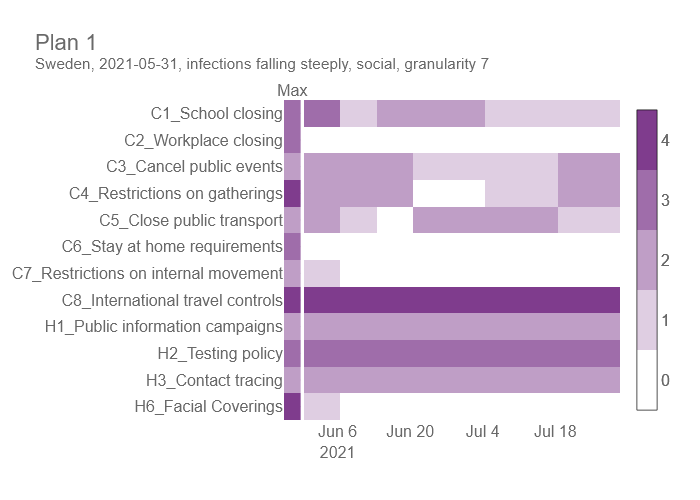 Plan 1
Sweden, 2021-05-31, infections falling steeply, social, granularity 7
Max
C1_School closing
C2_Workplace closing
C3_Cancel public events
C4_Restrictions on gatherings
C5_Close public transport
C6_Stay at home requirements
C7_Restrictions on internal movement
C8_International travel controls
H1_Public information campaigns
H2_Testing policy
H3_Contact tracing
H6_Facial Coverings
Jun 6 Jun 20 Jul 4 Jul 18
2021
4
3
2
1
0